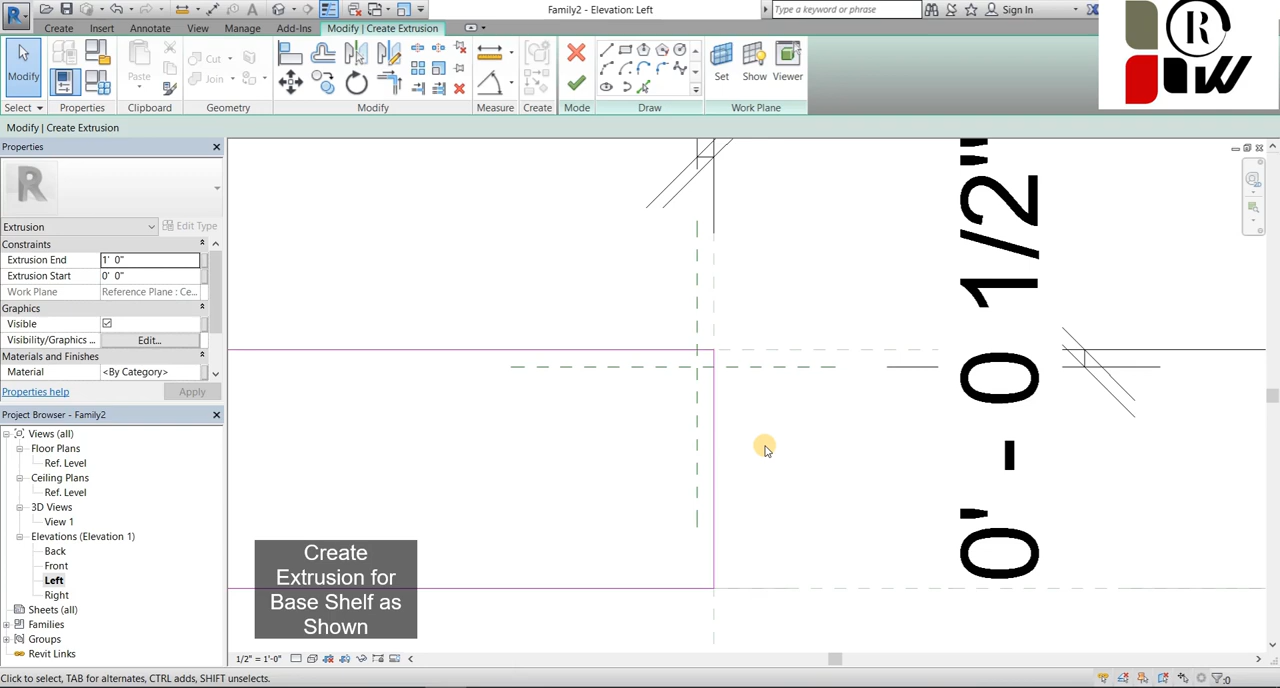 Family2 - Elevation: Left
Type a keyword or phrase
Sign In
Create
Insert
Annotate
View
Manage
Add-Ins
Modify | Create Extrusion
Modify
Paste
Cut
Join
Set
Show
Viewer
Select
Properties
Clipboard
Geometry
Modify
Measure
Create
Mode
Draw
Work Plane
Modify | Create Extrusion
Properties
R
Extrusion
Edit Type
Constraints
Extrusion End 1' 0"
Extrusion Start 0' 0"
Work Plane Reference Plane : Ce...
Graphics
Visible
Visibility/Graphics ... Edit...
Materials and Finishes
Material <By Category>
Properties help
Apply
Project Browser - Family2
Views (all)
Floor Plans
Ref. Level
Ceiling Plans
Ref. Level
3D Views
View 1
Elevations (Elevation 1)
Back
Front
Left
Right
Sheets (all)
Families
Groups
Revit Links
0' - 0 1/2"
Create
Extrusion for
Base Shelf as
Shown
1/2" = 1'-0"
Click to select, TAB for alternates, CTRL adds, SHIFT unselects.
:0